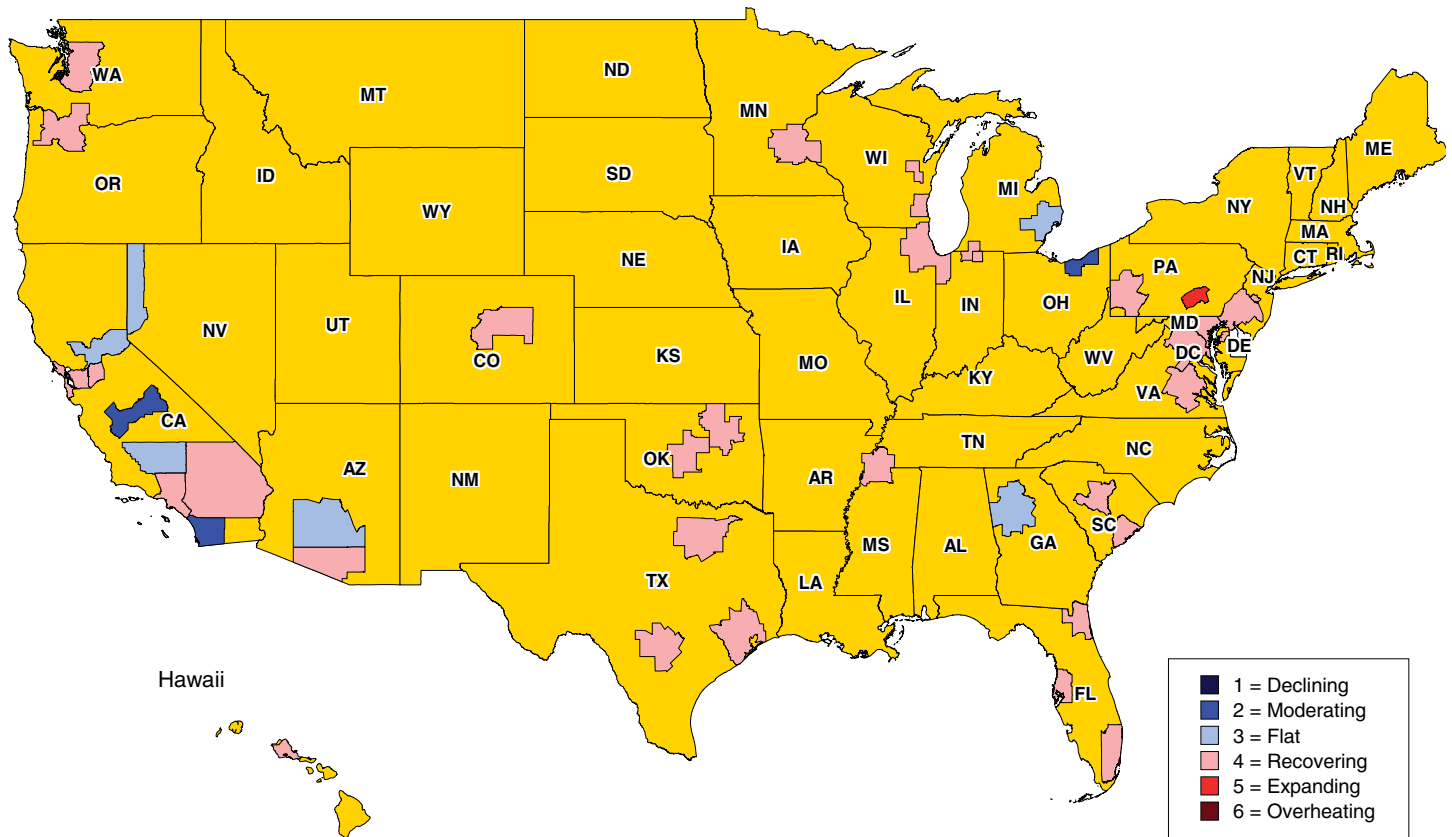 WA
MT
ND
MN
WI
MI
ME
VT
NH
NY
MA
CT
RI
OR
ID
WY
SD
IA
NE
PA
NJ
NV
UT
CO
KS
MO
IL
IN
OH
MD
DE
DC
WV
VA
KY
CA
AZ
NM
OK
AR
TN
NC
SC
MS
AL
GA
TX
LA
FL
Hawaii
1 = Declining
2 = Moderating
3 = Flat
4 = Recovering
5 = Expanding
6 = Overheating